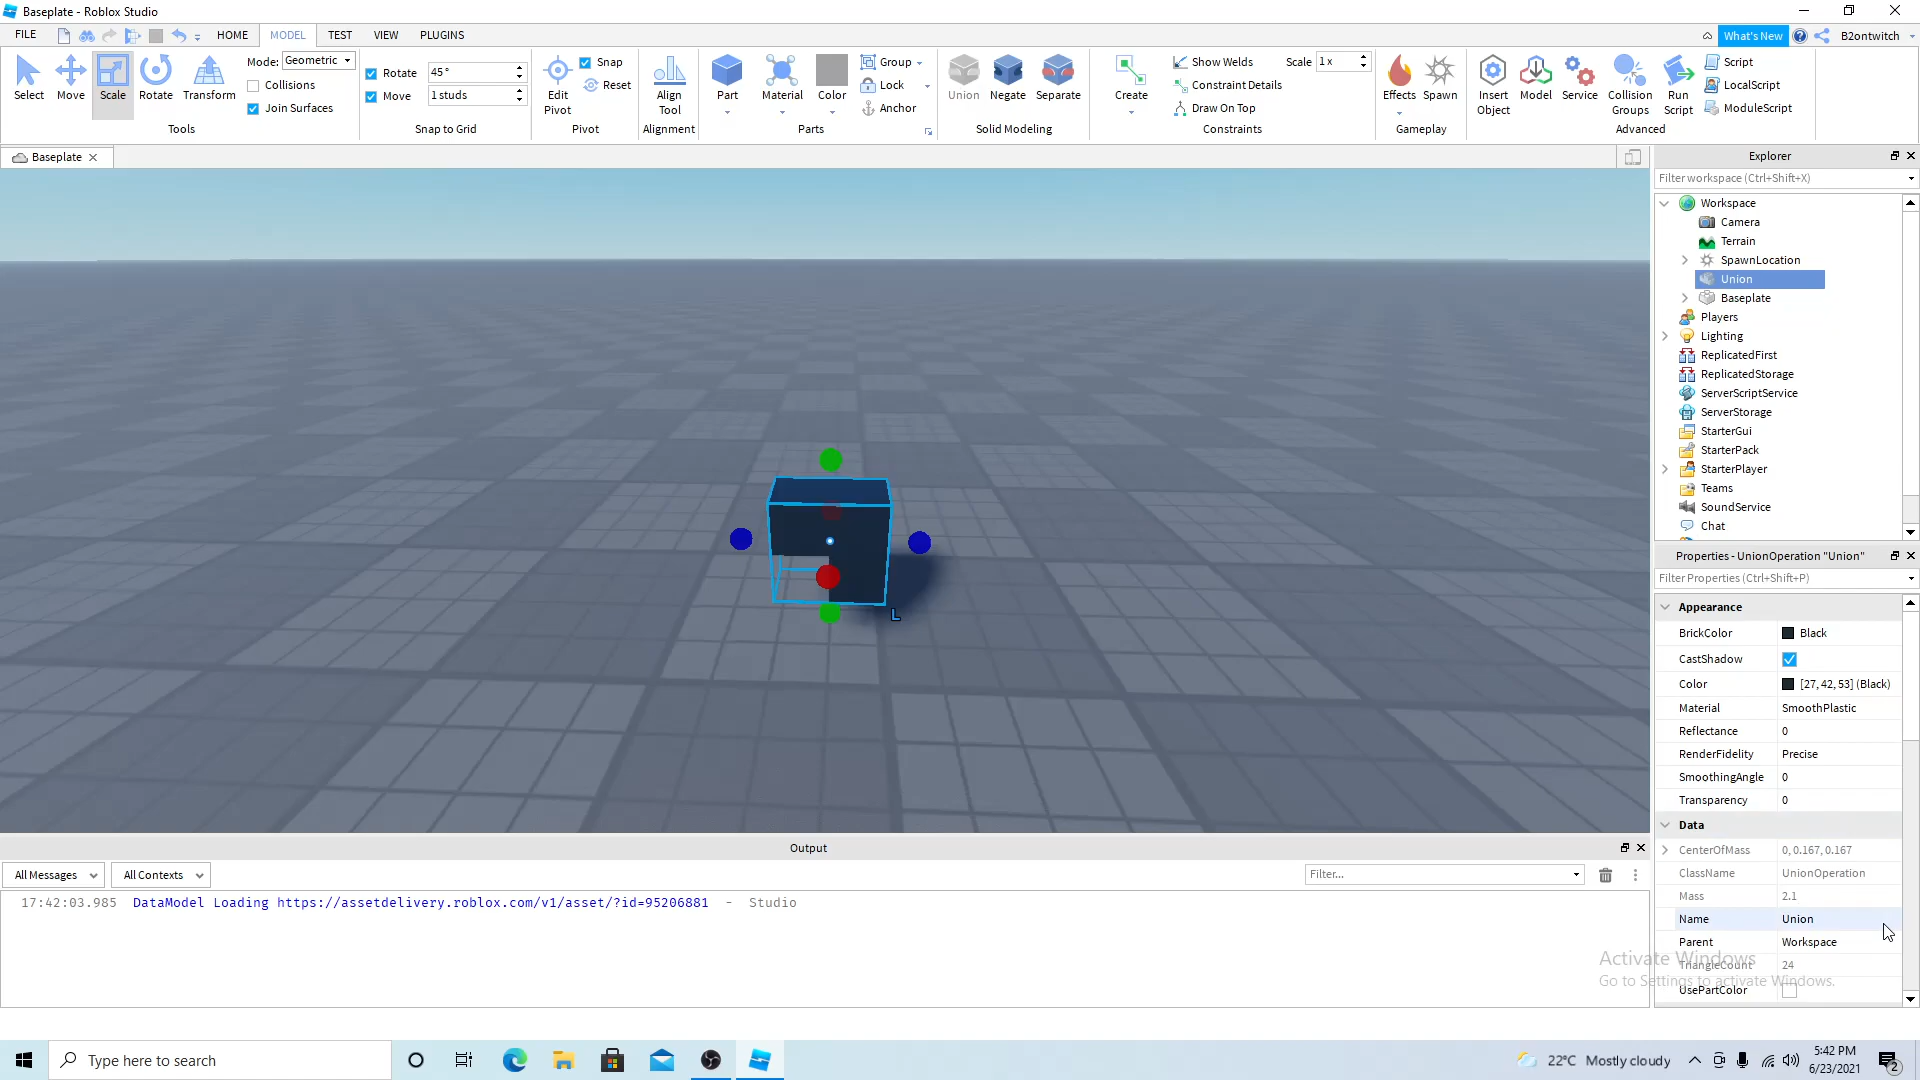 Baseplate - Roblox Studio
FILE HOME MODEL TEST VIEW PLUGINS What's New B2ontwitch
Select Move Scale Rotate Transform
Mode: Geometric
Collisions
Join Surfaces
Tools
Rotate 45°
Move 1 studs
Snap to Grid
Edit Pivot
Snap
Reset
Pivot
Align Tool
Alignment
Part Material Color
Group
Lock
Anchor
Parts
Union Negate Separate
Solid Modeling
Create
Show Welds Scale 1 x
Constraint Details
Draw On Top
Constraints
Effects Spawn
Gameplay
Insert Object Model Service Collision Groups Run Script
Script
LocalScript
ModuleScript
Advanced
Baseplate
L
Explorer
Filter workspace (Ctrl+Shift+X)
Workspace
Camera
Terrain
SpawnLocation
Union
Baseplate
Players
Lighting
ReplicatedFirst
ReplicatedStorage
ServerScriptService
ServerStorage
StarterGui
StarterPack
StarterPlayer
Teams
SoundService
Chat
Properties - UnionOperation "Union"
Filter Properties (Ctrl+Shift+P)
Appearance
BrickColor Black
CastShadow
Color [27, 42, 53] (Black)
Material SmoothPlastic
Reflectance 0
RenderFidelity Precise
SmoothingAngle 0
Transparency 0
Data
CenterOfMass 0, 0.167, 0.167
ClassName UnionOperation
Mass 2.1
Name Union
Parent Workspace
TriangleCount 24
UsePartColor
Activate Windows
Go to Settings to activate Windows.
Output
All Messages All Contexts Filter...
17:42:03.985 DataModel Loading https://assetdelivery.roblox.com/v1/asset/?id=95206881 - Studio
Type here to search
22°C Mostly cloudy
5:42 PM
6/23/2021
2